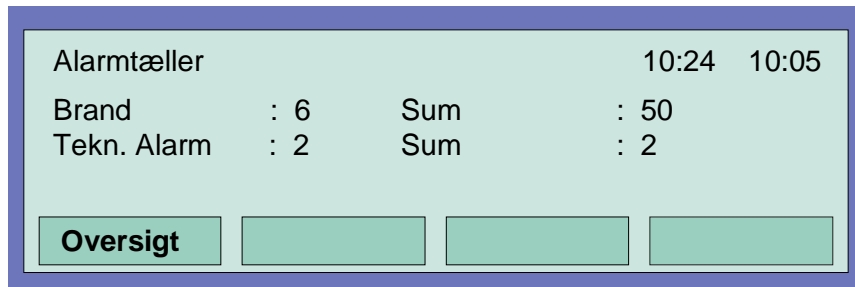 Alarmtæller 10:24 10:05
Brand : 6 Sum : 50
Tekn. Alarm : 2 Sum : 2
Oversigt